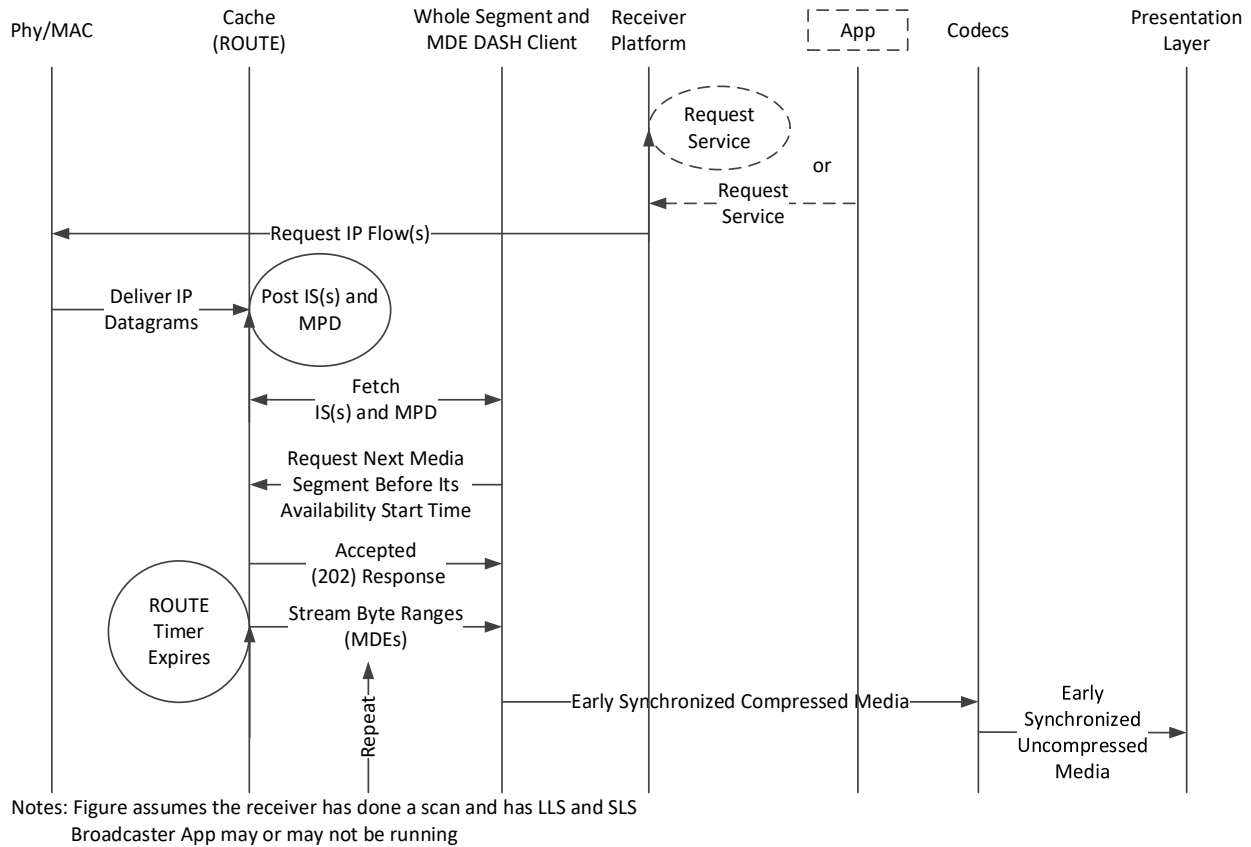 Phy/MAC
Cache
(ROUTE)
Whole Segment and
MDE DASH Client
Receiver
Platform
App
Codecs
Presentation
Layer
Request
Service
or
Request
Service
Request IP Flow(s)
Deliver IP
Datagrams
Post IS(s) and
MPD
Fetch
IS(s) and MPD
Request Next Media
Segment Before Its
Availability Start Time
Accepted
(202) Response
ROUTE
Timer
Expires
Stream Byte Ranges
(MDEs)
Repeat
Early Synchronized Compressed Media
Early
Synchronized
Uncompressed
Media
Notes: Figure assumes the receiver has done a scan and has LLS and SLS
Broadcaster App may or may not be running